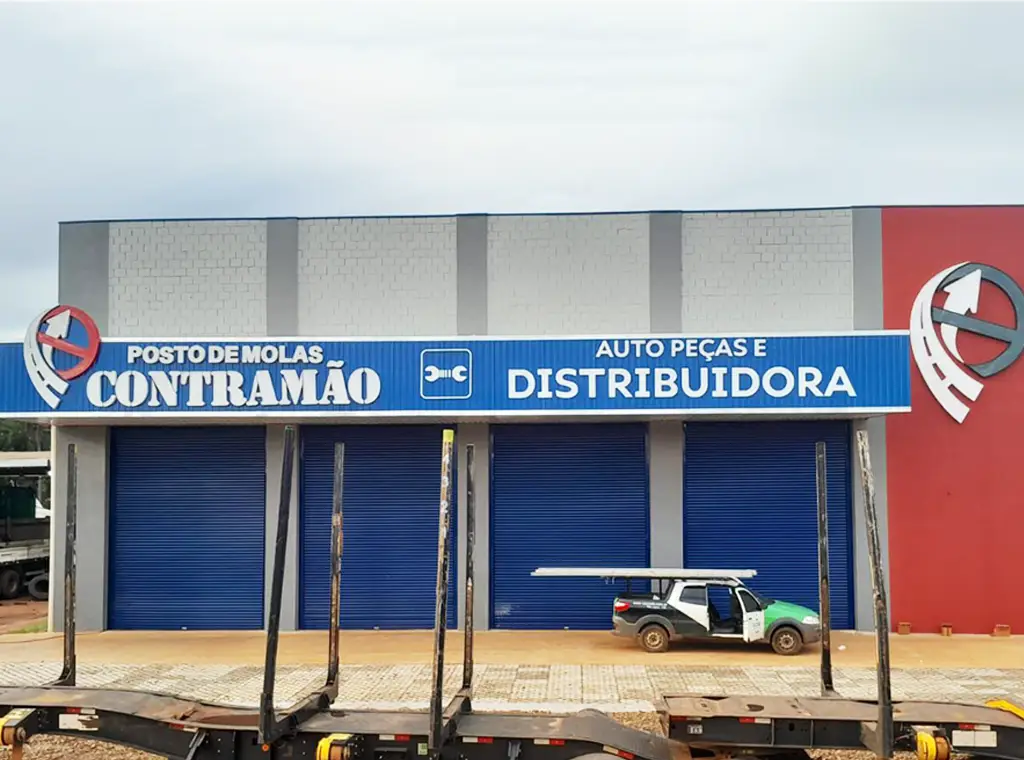 POSTO DE MOLAS
CONTRAMÃO
AUTO PEÇAS E
DISTRIBUIDORA